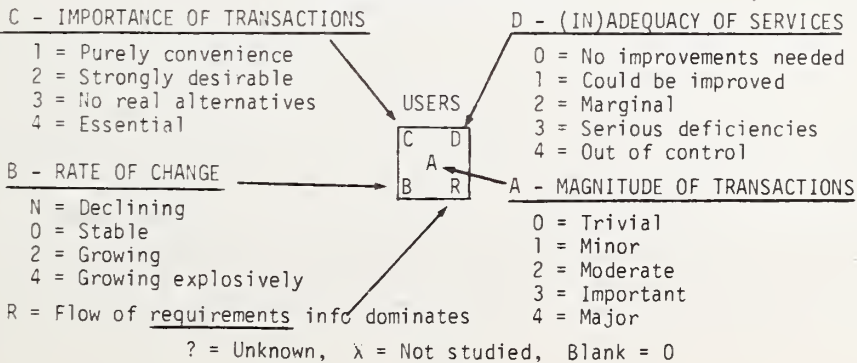 C - IMPORTANCE OF TRANSACTIONS
1 = Purely convenience
2 = Strongly desirable
3 = No real alternatives
4 = Essential
D - (IN)ADEQUACY OF SERVICES
0 = No improvements needed
1 = Could be improved
2 = Marginal
3 = Serious deficiencies
4 = Out of control
USERS
C D
A
B R
B - RATE OF CHANGE
N = Declining
0 = Stable
2 = Growing
4 = Growing explosively
A - MAGNITUDE OF TRANSACTIONS
0 = Trivial
1 = Minor
2 = Moderate
3 = Important
4 = Major
R = Flow of requirements info dominates
? = Unknown, X = Not studied, Blank = 0